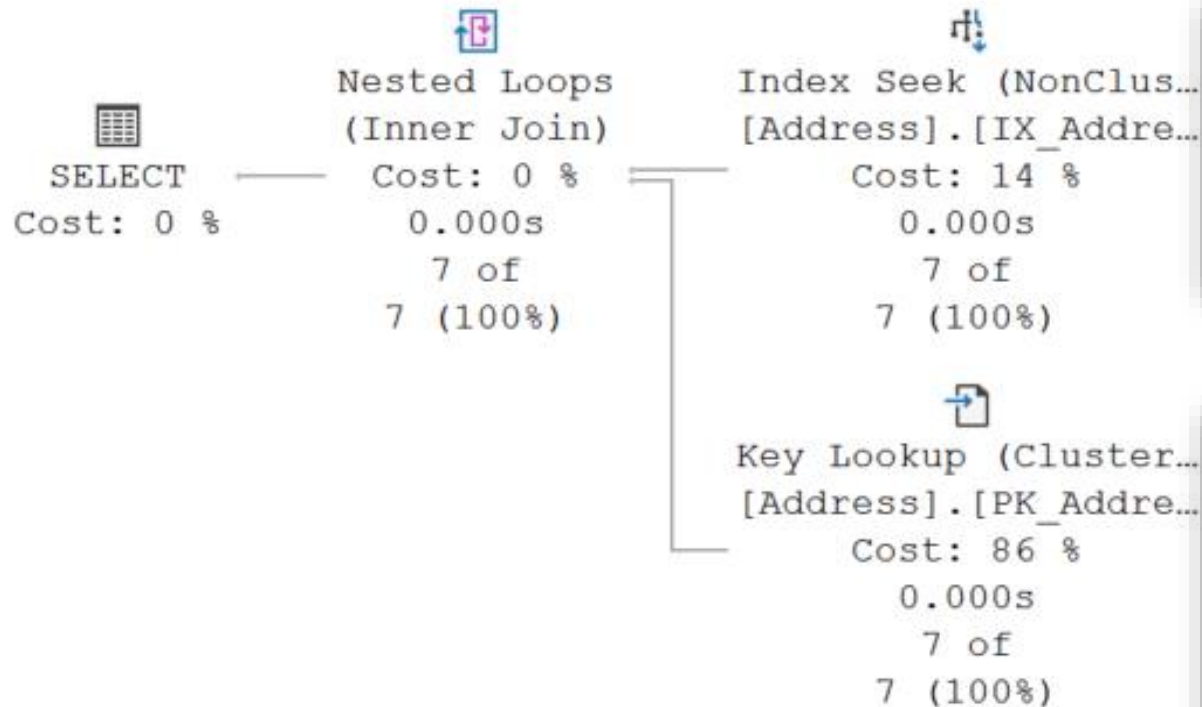 SELECT
Cost: 0 %
Nested Loops
(Inner Join)
Cost: 0 %
0.000s
7 of
7 (100%)
Index Seek (NonClus…
[Address].[IX_Addre…
Cost: 14 %
0.000s
7 of
7 (100%)
Key Lookup (Cluster…
[Address].[PK_Addre…
Cost: 86 %
0.000s
7 of
7 (100%)